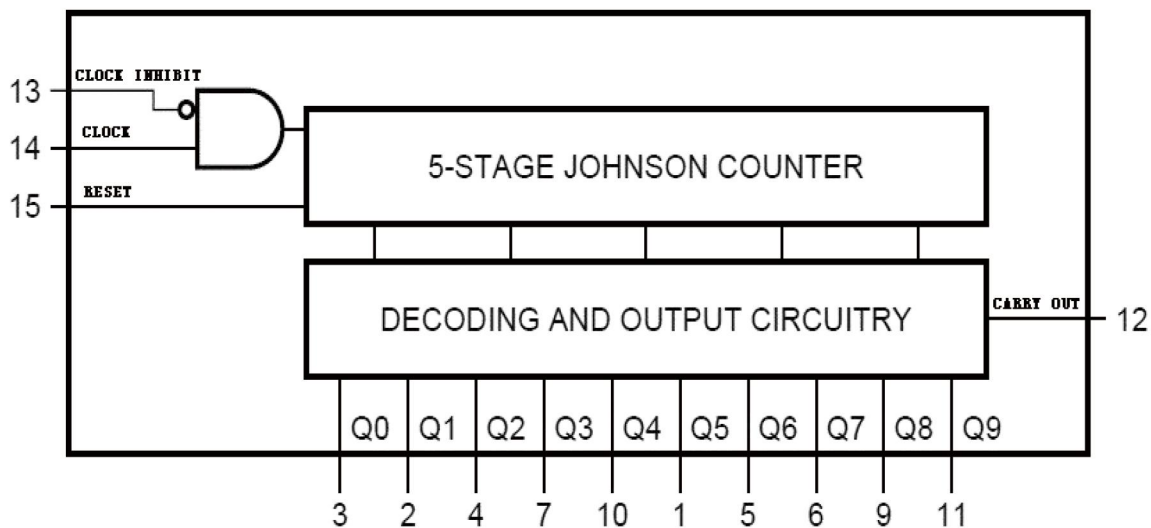 CLOCK INHIBIT
13
CLOCK
14
RESET
15
5-STAGE JOHNSON COUNTER
DECODING AND OUTPUT CIRCUITRY
CARRY OUT
12
Q0 Q1 Q2 Q3 Q4 Q5 Q6 Q7 Q8 Q9
3 2 4 7 10 1 5 6 9 11